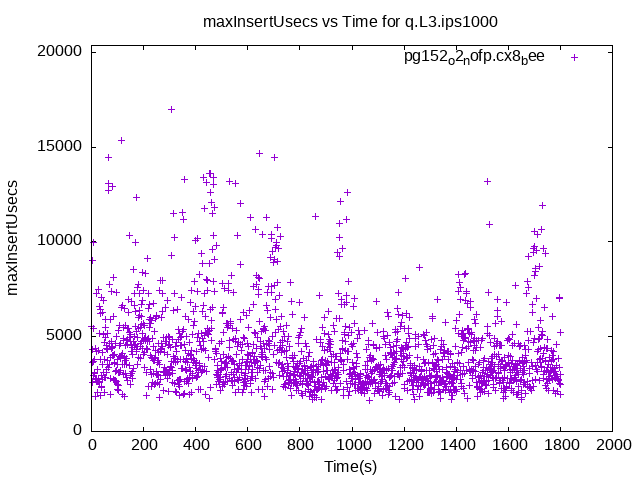 maxInsertUsecs vs Time for q.L3.ips1000
pg152_o2_nofp.cx8_bee
20000
15000
10000
5000
0
maxInsertUsecs
0 200 400 600 800 1000 1200 1400 1600 1800 2000
Time(s)